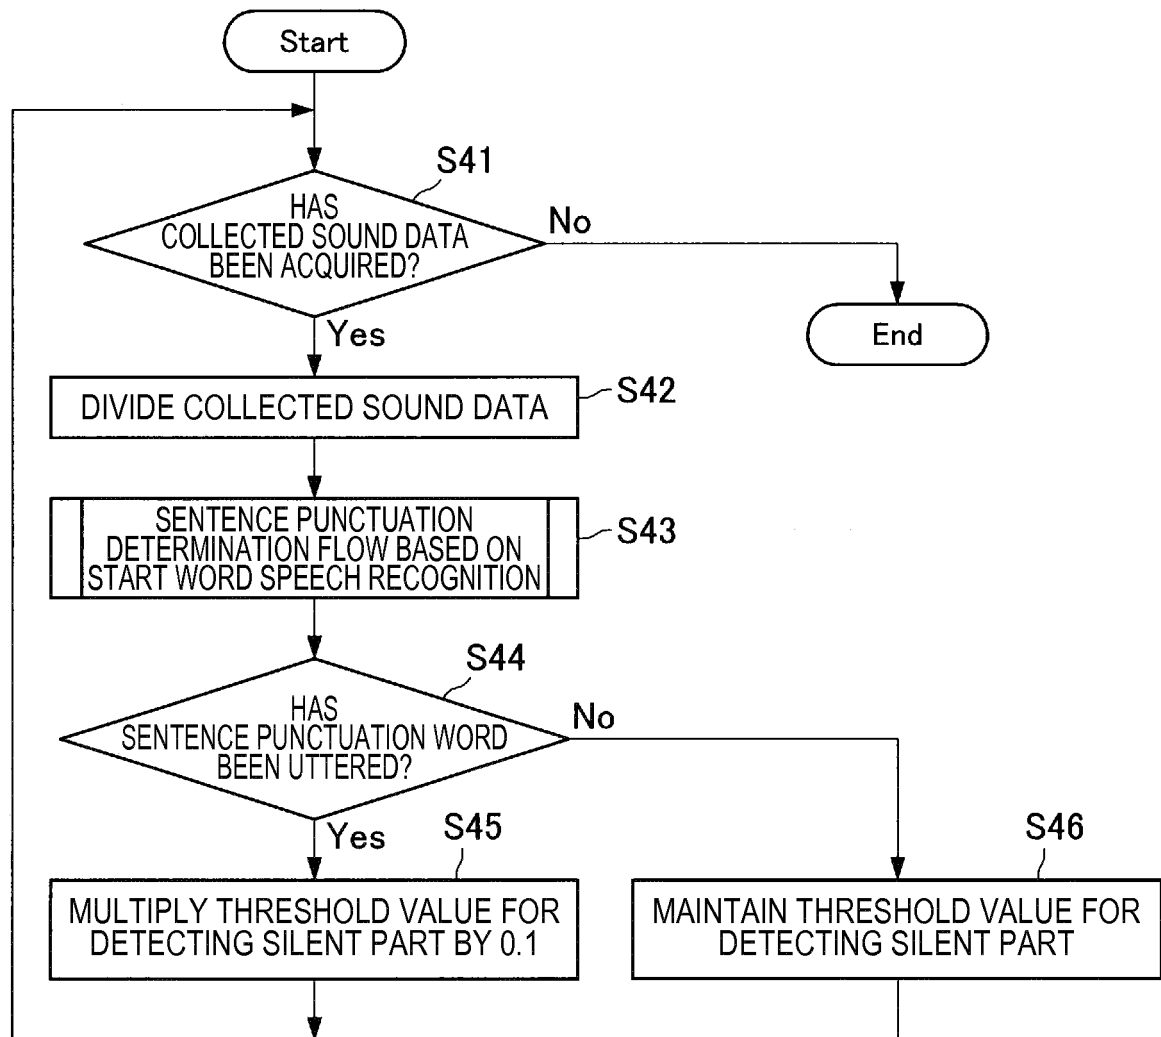 Start
S41
HAS
COLLECTED SOUND DATA
BEEN ACQUIRED?
No
Yes
End
S42
DIVIDE COLLECTED SOUND DATA
SENTENCE PUNCTUATION
DETERMINATION FLOW BASED ON
START WORD SPEECH RECOGNITION
S43
S44
HAS
SENTENCE PUNCTUATION WORD
BEEN UTTERED?
No
Yes
S45
S46
MULTIPLY THRESHOLD VALUE FOR
DETECTING SILENT PART BY 0.1
MAINTAIN THRESHOLD VALUE FOR
DETECTING SILENT PART